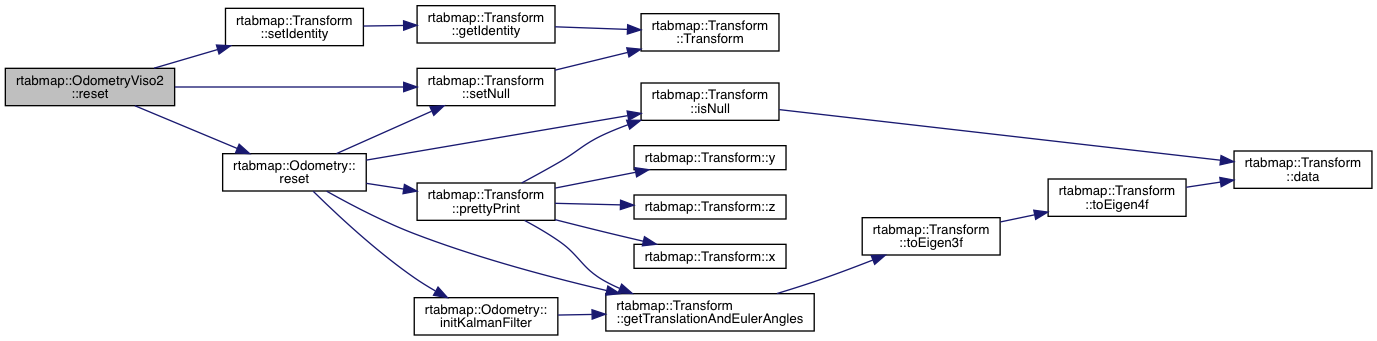 rtabmap::OdometryViso2
::reset
rtabmap::Transform
::setIdentity
rtabmap::Transform
::getIdentity
rtabmap::Transform
::Transform
rtabmap::Transform
::setNull
rtabmap::Odometry::
reset
rtabmap::Transform
::isNull
rtabmap::Transform
::prettyPrint
rtabmap::Transform::y
rtabmap::Transform::z
rtabmap::Transform::x
rtabmap::Odometry::
initKalmanFilter
rtabmap::Transform
::getTranslationAndEulerAngles
rtabmap::Transform
::toEigen3f
rtabmap::Transform
::toEigen4f
rtabmap::Transform
::data